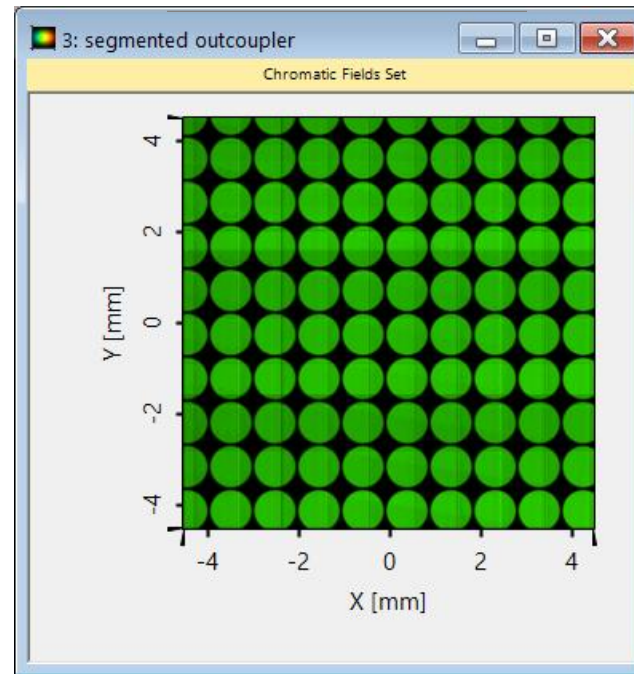 3: segmented outcoupler
Chromatic Fields Set
4
2
0
-2
-4
Y [mm]
-4 -2 0 2 4
X [mm]